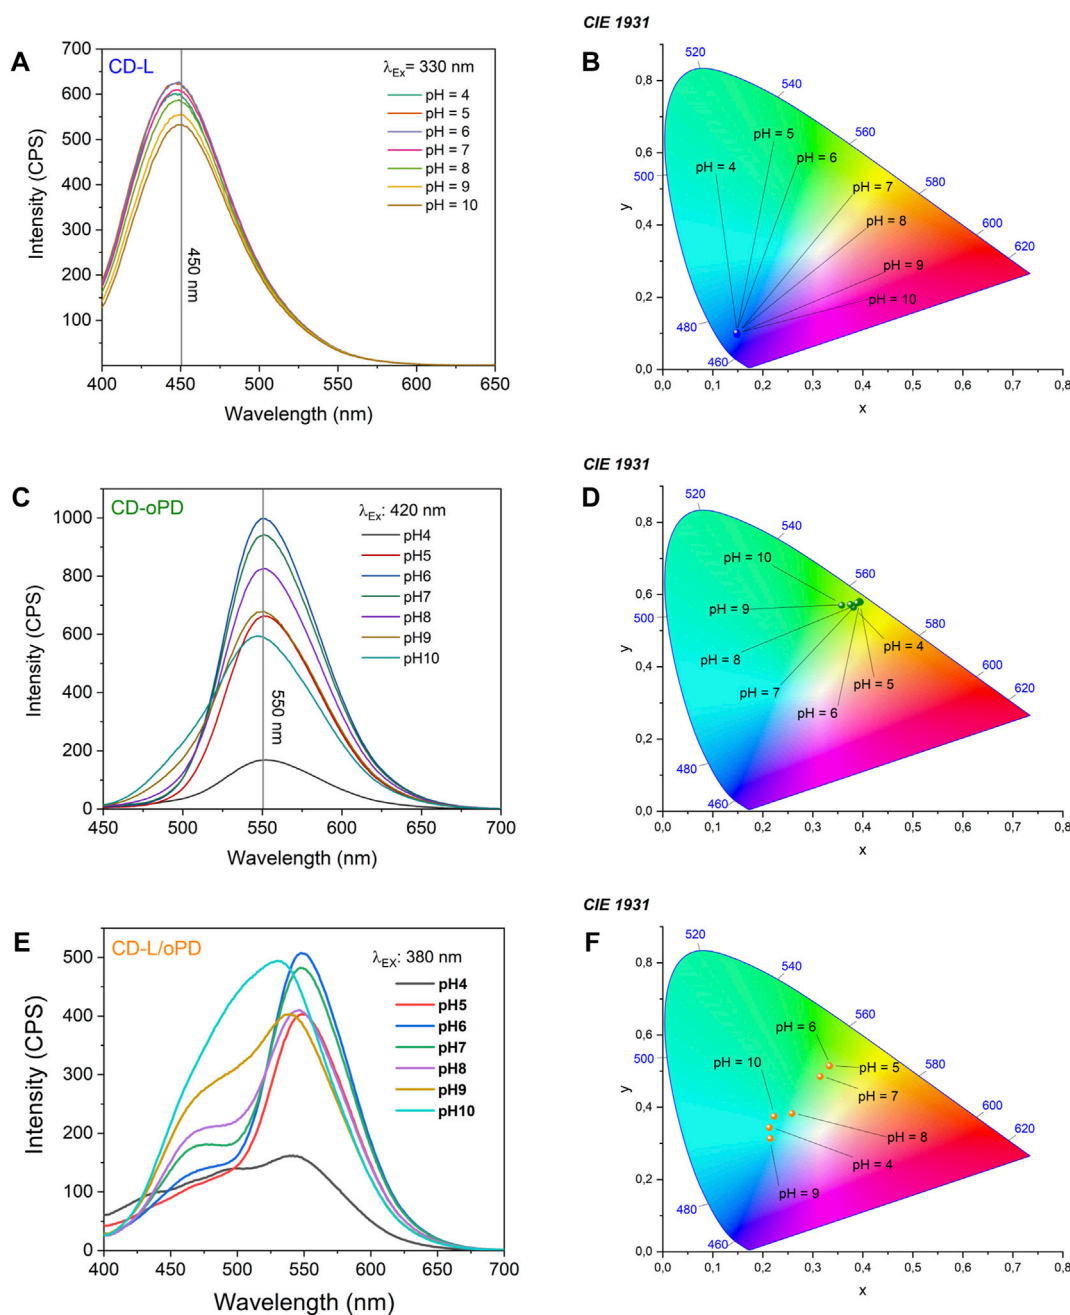 A
CD-L
λEx= 330 nm
pH = 4
pH = 5
pH = 6
pH = 7
pH = 8
pH = 9
pH = 10
450 nm
Intensity (CPS)
700
600
500
400
300
200
100
400
450
500
550
600
650
Wavelength (nm)
CIE 1931
B
520
540
560
580
600
620
500
480
460
pH = 4
pH = 5
pH = 6
pH = 7
pH = 8
pH = 9
pH = 10
y
0,8
0,6
0,4
0,2
0,0
0,0
0,1
0,2
0,3
0,4
0,5
0,6
0,7
0,8
x
C
CD-oPD
λEx: 420 nm
pH4
pH5
pH6
pH7
pH8
pH9
pH10
550 nm
Intensity (CPS)
1000
800
600
400
200
0
450
500
550
600
650
700
Wavelength (nm)
CIE 1931
D
520
540
560
580
600
620
500
480
460
pH = 10
pH = 9
pH = 8
pH = 7
pH = 6
pH = 5
pH = 4
y
0,8
0,6
0,4
0,2
0,0
0,0
0,1
0,2
0,3
0,4
0,5
0,6
0,7
0,8
x
E
CD-L/oPD
λEX: 380 nm
pH4
pH5
pH6
pH7
pH8
pH9
pH10
Intensity (CPS)
500
400
300
200
100
0
400
450
500
550
600
650
700
Wavelength (nm)
CIE 1931
F
520
540
560
580
600
620
500
480
460
pH = 6
pH = 5
pH = 10
pH = 7
pH = 8
pH = 4
pH = 9
y
0,8
0,6
0,4
0,2
0,0
0,0
0,1
0,2
0,3
0,4
0,5
0,6
0,7
0,8
x